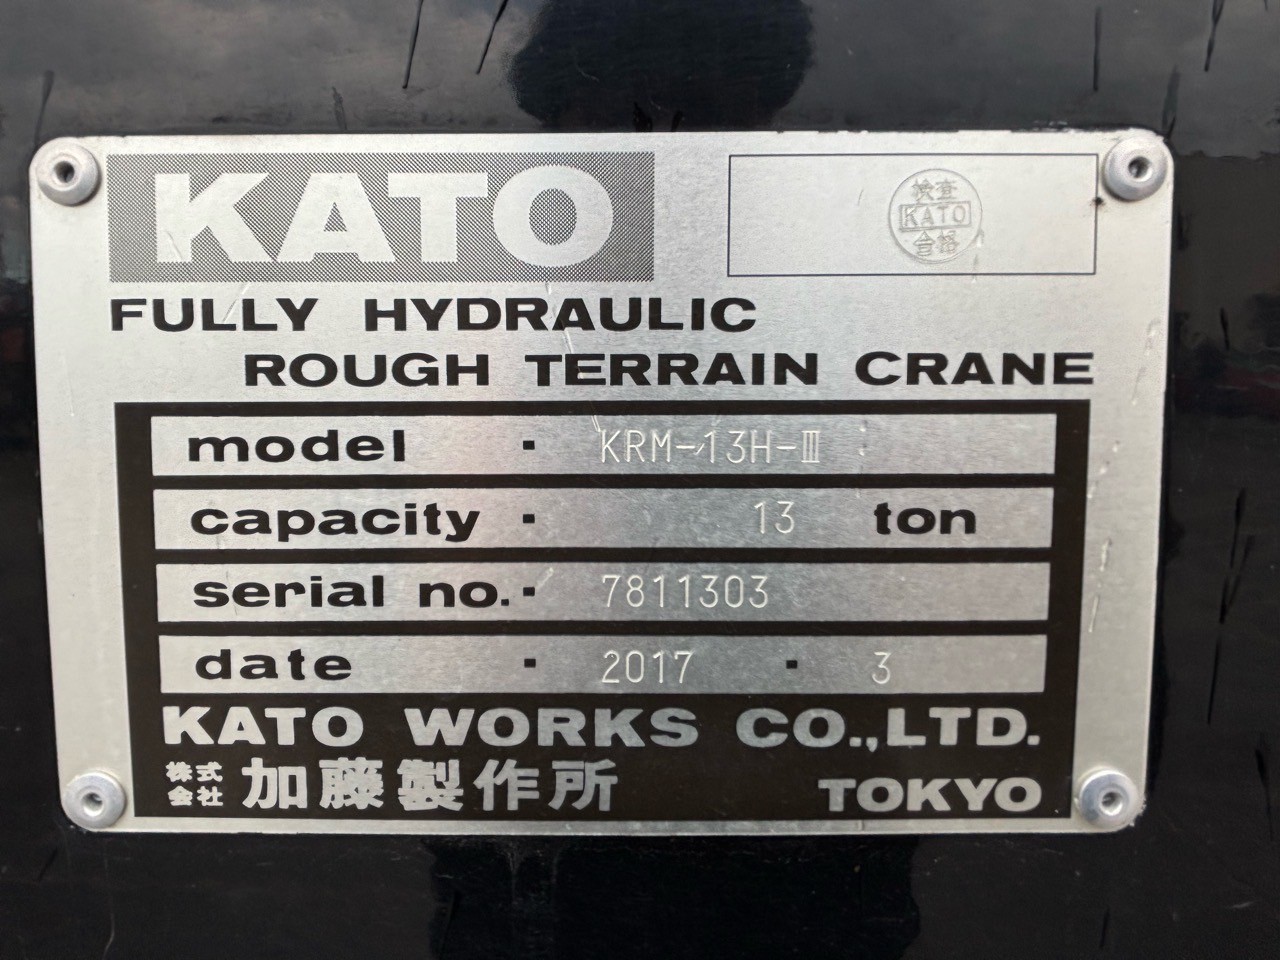 KATO
検査
KATO
合格
FULLY HYDRAULIC
ROUGH TERRAIN CRANE
model · KRM-13H-Ⅲ
capacity · 13 ton
serial no. · 7811303
date · 2017 · 3
KATO WORKS CO.,LTD.
株式会社 加藤製作所 TOKYO